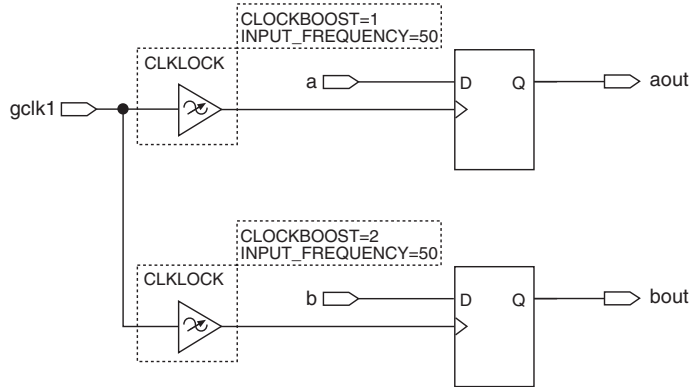 CLOCKBOOST=1
INPUT_FREQUENCY=50
CLKLOCK
a
D
Q
aout
gclk1
CLOCKBOOST=2
INPUT_FREQUENCY=50
CLKLOCK
b
D
Q
bout